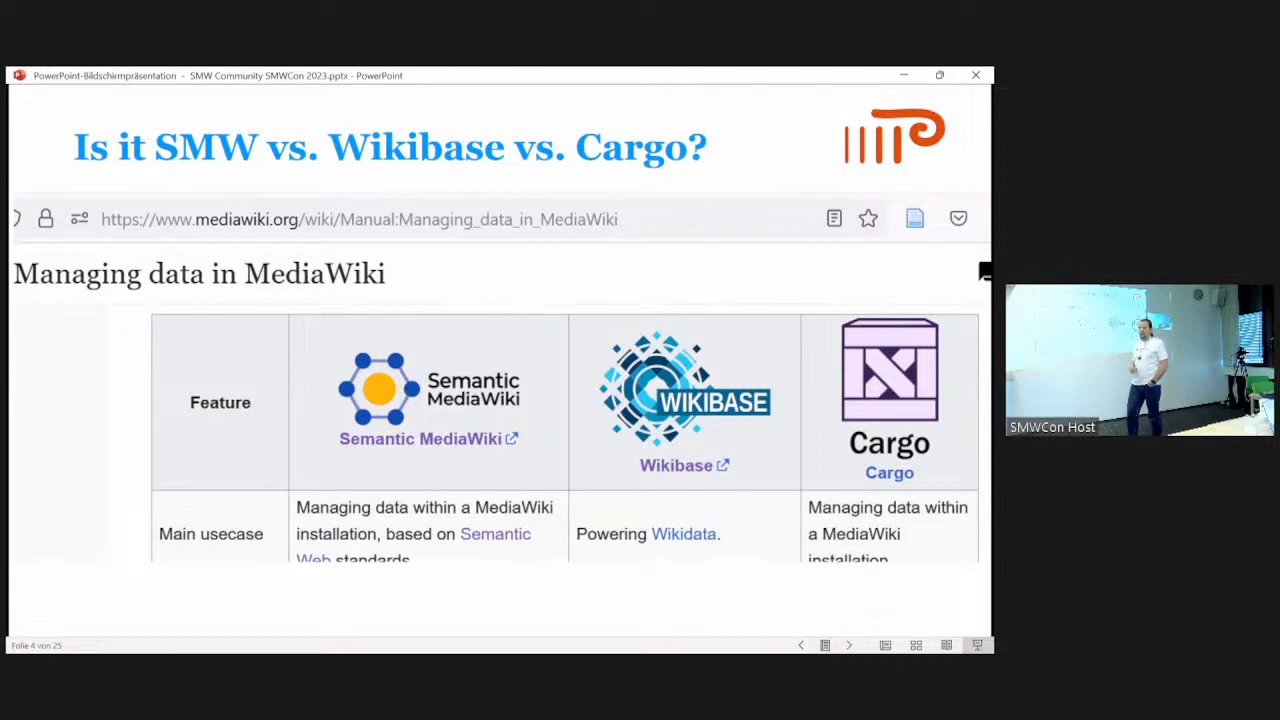 PowerPoint-Bildschirmpräsentation - SMW Community SMWCon 2023.pptx - PowerPoint
Is it SMW vs. Wikibase vs. Cargo?
https://www.mediawiki.org/wiki/Manual:Managing_data_in_MediaWiki
Managing data in MediaWiki
Feature
Semantic
MediaWiki
Semantic MediaWiki
WIKIBASE
Wikibase
Cargo
Cargo
Main usecase
Managing data within a MediaWiki
installation, based on Semantic
Web standards
Powering Wikidata.
Managing data within
a MediaWiki
installation
SMWCon Host
Folie 4 von 25